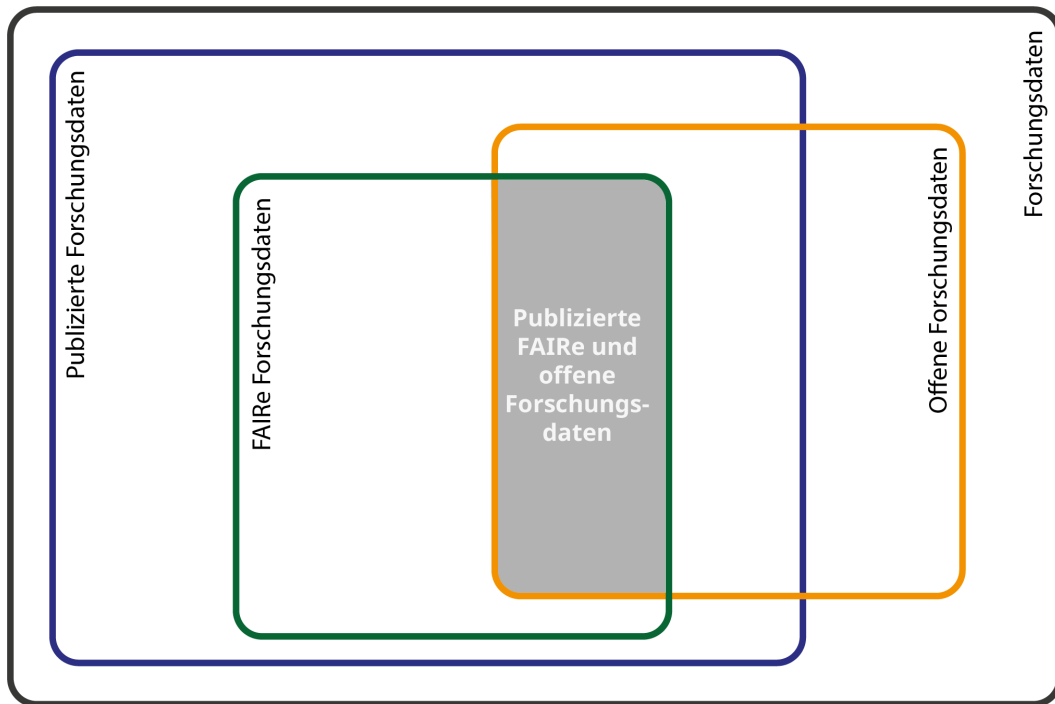 Publizierte Forschungsdaten
FAIRe Forschungsdaten
Publizierte
FAIRe und
offene
Forschungs-
daten
Offene Forschungsdaten
Forschungsdaten